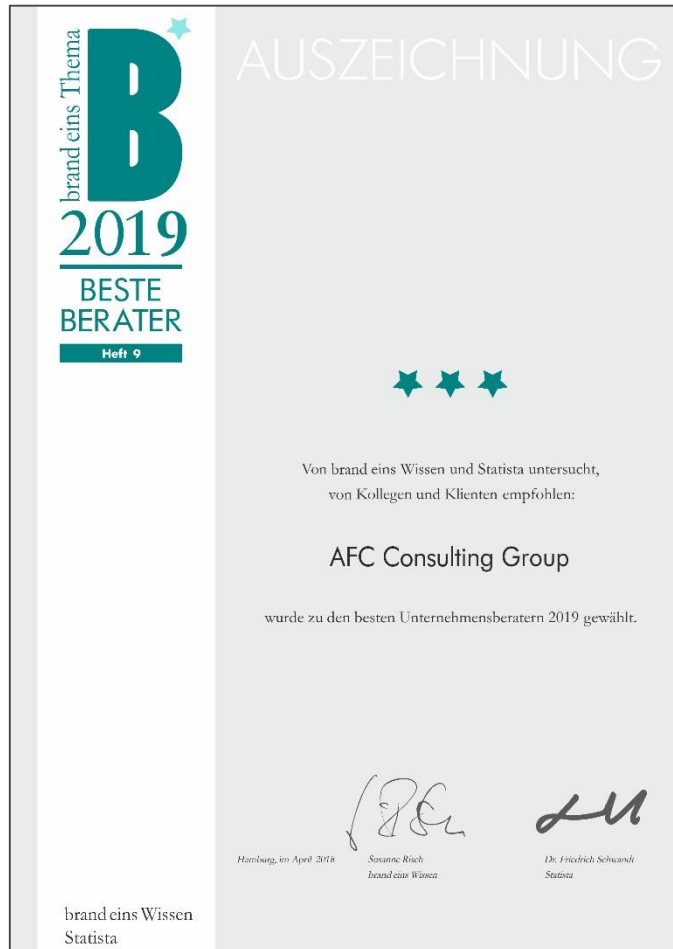 brand eins Thema
B
2019
BESTE
BERATER
Heft 9
AUSZEICHNUNG
Von brand eins Wissen und Statista untersucht,
von Kollegen und Klienten empfohlen:
AFC Consulting Group
wurde zu den besten Unternehmensberatern 2019 gewählt.
Hamburg, im April 2018
Susanne Risch
brand eins Wissen
Dr. Friedrich Schwandt
Statista
brand eins Wissen
Statista